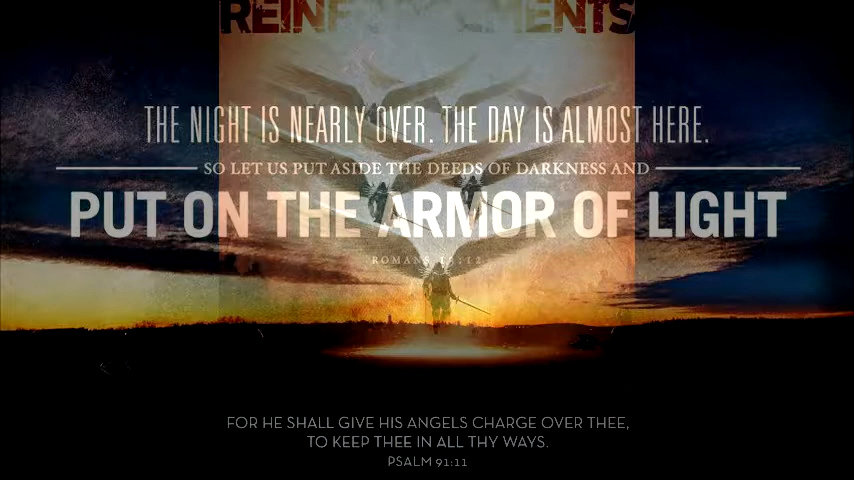 THE NIGHT IS NEARLY OVER. THE DAY IS ALMOST HERE.
SO LET US PUT ASIDE THE DEEDS OF DARKNESS AND
PUT ON THE ARMOR OF LIGHT
ROMANS
FOR HE SHALL GIVE HIS ANGELS CHARGE OVER THEE,
TO KEEP THEE IN ALL THY WAYS.
PSALM 91:11